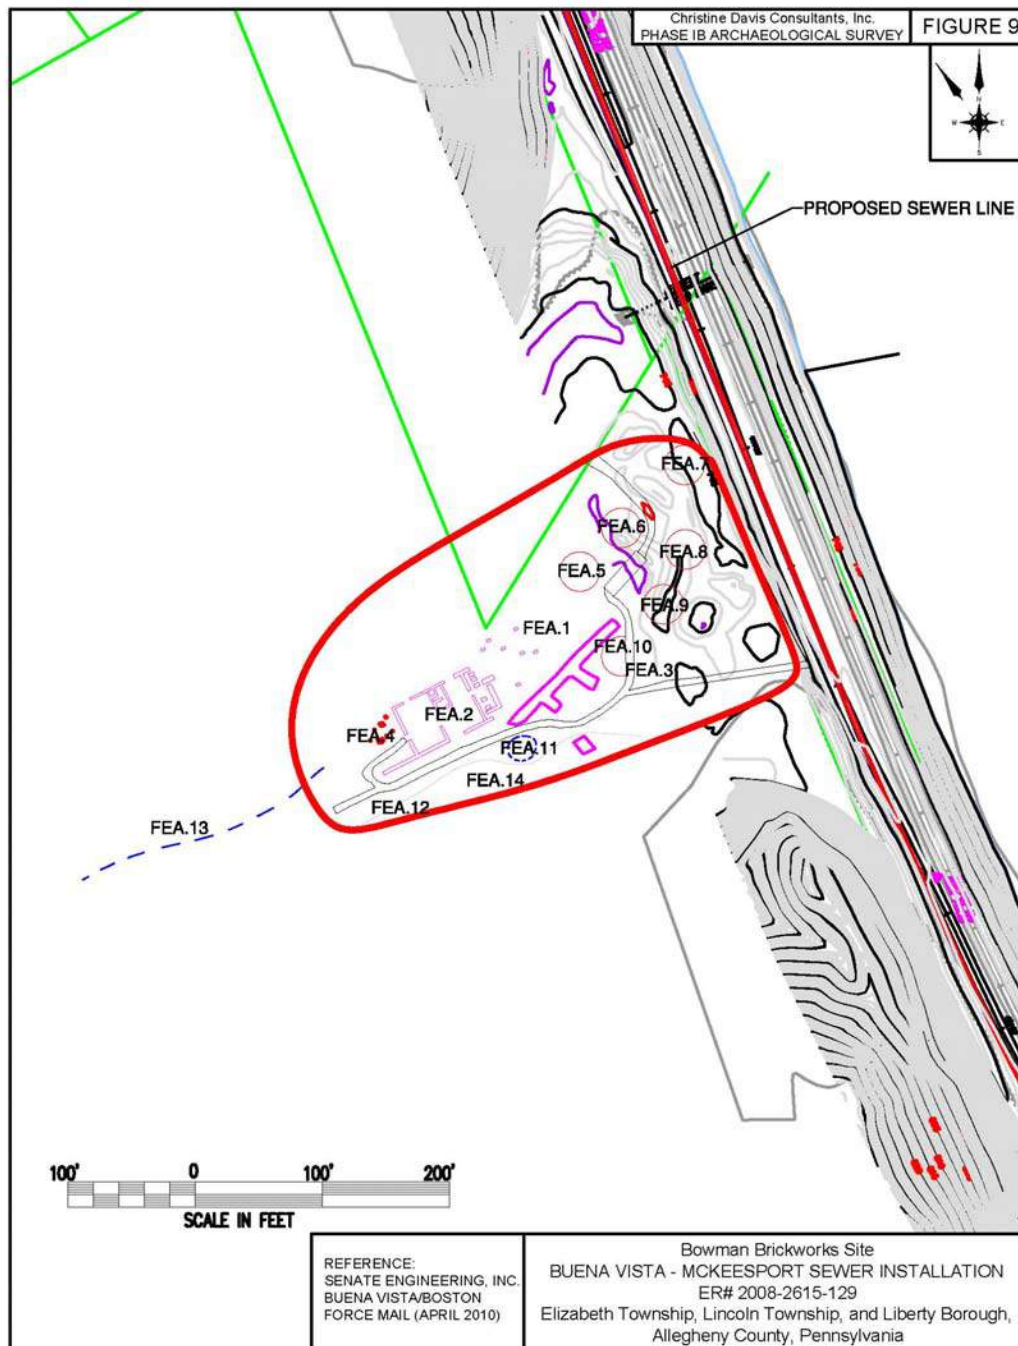 Christine Davis Consultants, Inc.
PHASE IB ARCHAEOLOGICAL SURVEY
FIGURE 9
N
W E
S
PROPOSED SEWER LINE
FEA.7
FEA.6
FEA.8
FEA.5
FEA.9
FEA.1
FEA.10
FEA.3
FEA.2
FEA.4
FEA.11
FEA.14
FEA.12
FEA.13
100' 0 100' 200'
SCALE IN FEET
REFERENCE:
SENATE ENGINEERING, INC.
BUENA VISTA/BOSTON
FORCE MAIL (APRIL 2010)
Bowman Brickworks Site
BUENA VISTA - MCKEESPORT SEWER INSTALLATION
ER# 2008-2615-129
Elizabeth Township, Lincoln Township, and Liberty Borough,
Allegheny County, Pennsylvania